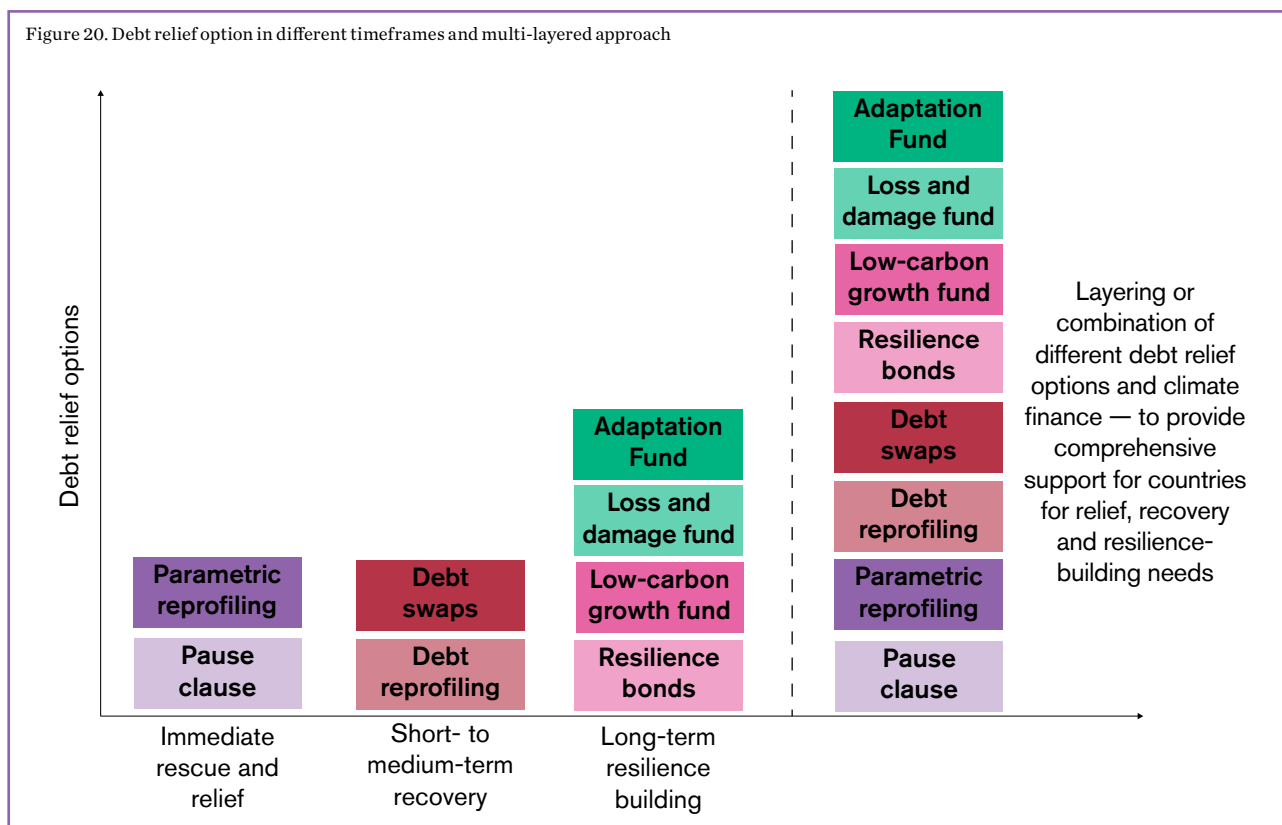 Figure 20. Debt relief option in different timeframes and multi-layered approach
Debt relief options
Parametric
reprofiling
Pause
clause
Immediate
rescue and
relief
Debt
swaps
Debt
reprofiling
Short- to
medium-term
recovery
Adaptation
Fund
Loss and
damage fund
Low-carbon
growth fund
Resilience
bonds
Long-term
resilience
building
Adaptation
Fund
Loss and
damage fund
Low-carbon
growth fund
Resilience
bonds
Debt
swaps
Debt
reprofiling
Parametric
reprofiling
Pause
clause
Layering or
combination of
different debt relief
options and climate
finance — to provide
comprehensive
support for countries
for relief, recovery
and resilience-
building needs